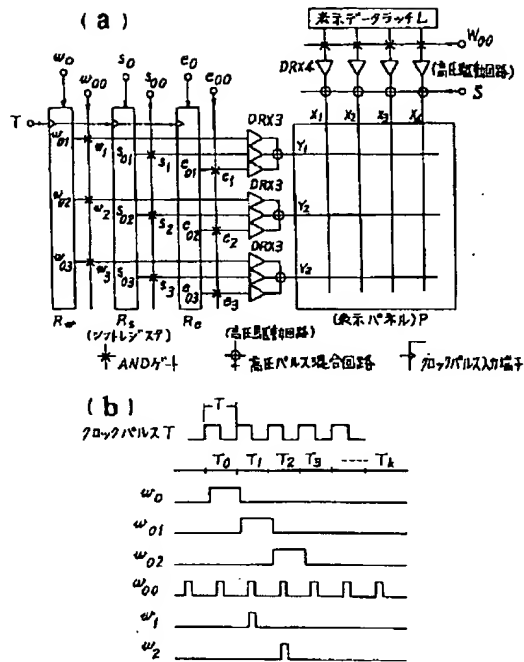 (a)
表示データラッチL
W00
DRX4
(高圧駆動回路)
S
X1 X2 X3 X4
w0 w00 s0 s00 e0 e00
T
w01 w1 s01 s1 e01 e1
DRX3
Y1
w02 w2 s02 s2 e02 e2
DRX3
Y2
w03 w3 s03 s3 e03 e3
DRX3
Rw Rs Re
(表示パネル)P
(シフトレジスタ)
(高圧駆動回路)
ANDゲート
高圧パルス混合回路
クロックパルス入力端子
(b)
T
クロックパルスT
T0 T1 T2 T3 ---- Tk
w0
w01
w02
w00
w1
w2